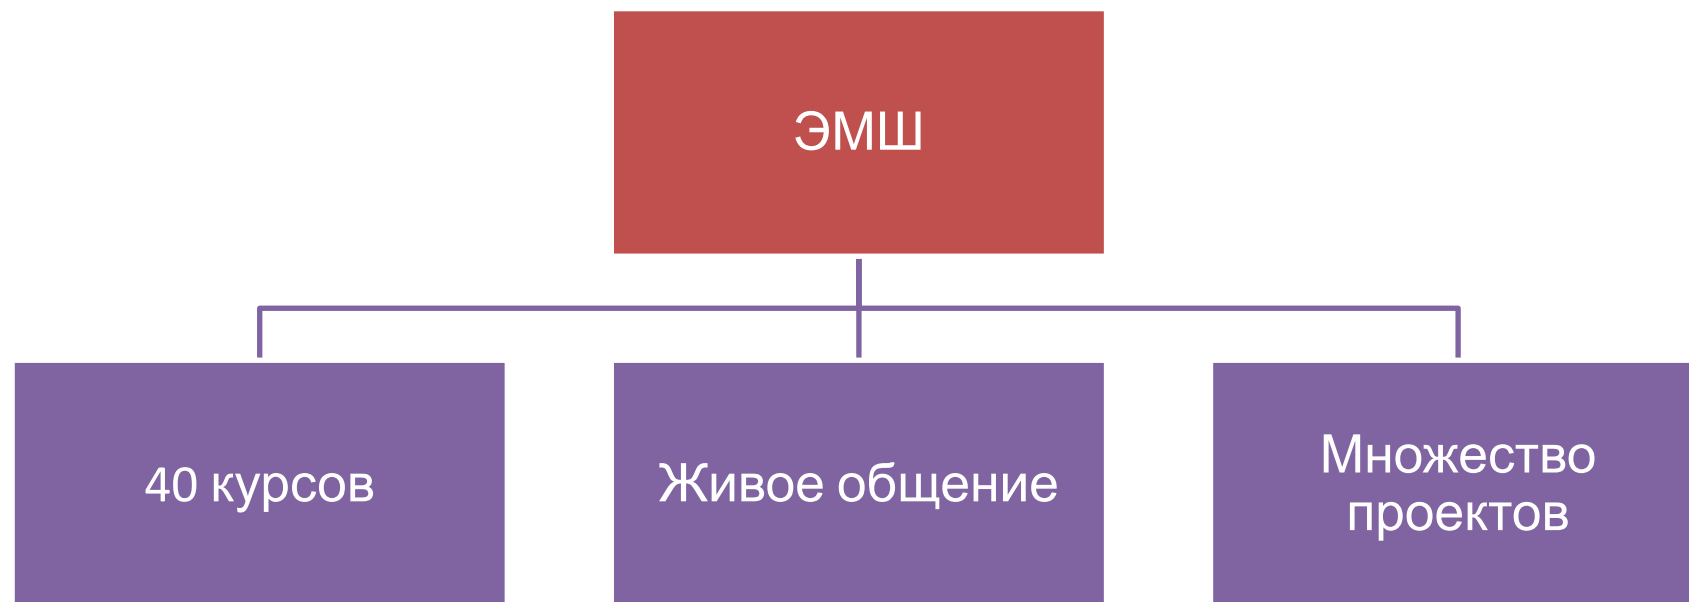 ЭМШ
40 курсов
Живое общение
Множество
проектов